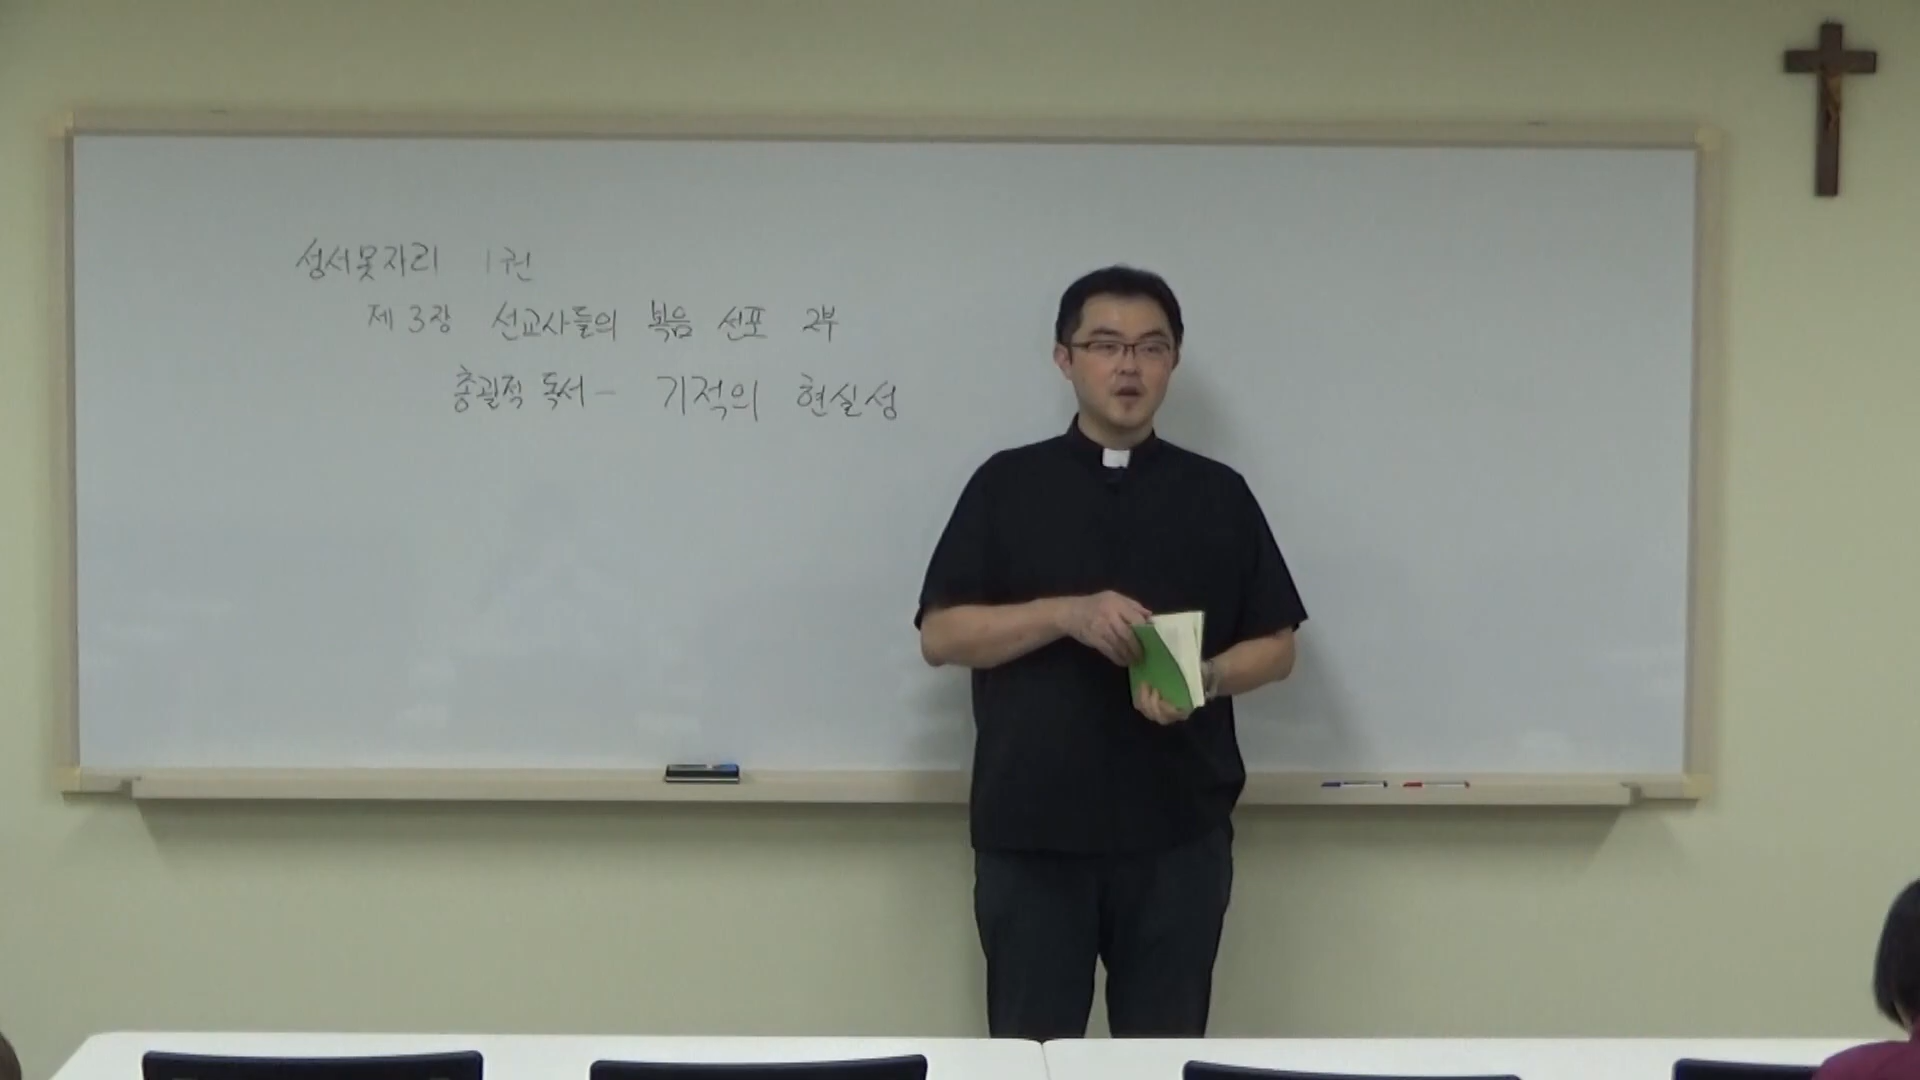 성서못자리 1권
제 3장 선교사들의 복음 선포 2부
총괄적 독서 - 기적의 현실성